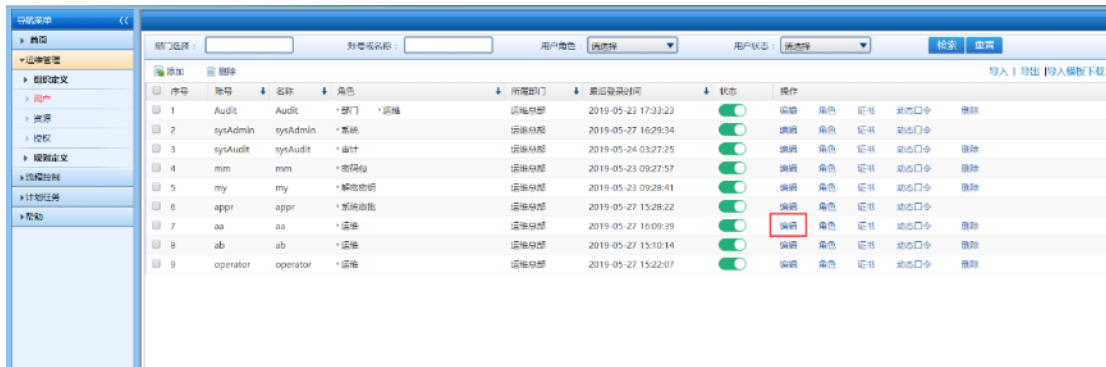 导航菜单
首页
运维管理
组织定义
用户
资源
授权
规则定义
流程控制
计划任务
帮助
部门选择： 账号或名称： 用户角色： 请选择 用户状态： 请选择 检索 重置
添加 删除 导入 | 导出 |导入模板下载
序号 账号 名称 角色 所属部门 最后登录时间 状态 操作
1 Audit Audit 部门 运维 运维总部 2019-05-23 17:33:23 编辑 角色 证书 动态口令 删除
2 sysAdmin sysAdmin 系统 运维总部 2019-05-27 16:29:34 编辑 角色 证书 动态口令
3 sysAudit sysAudit 审计 运维总部 2019-05-24 03:27:25 编辑 角色 证书 动态口令 删除
4 mm mm 密码包 运维总部 2019-05-23 09:27:57 编辑 角色 证书 动态口令 删除
5 my my 解密密钥 运维总部 2019-05-23 09:28:41 编辑 角色 证书 动态口令 删除
6 appr appr 系统审批 运维总部 2019-05-27 15:28:22 编辑 角色 证书 动态口令
7 aa aa 运维 运维总部 2019-05-27 16:09:39 编辑 角色 证书 动态口令 删除
8 ab ab 运维 运维总部 2019-05-27 15:10:14 编辑 角色 证书 动态口令 删除
9 operator operator 运维 运维总部 2019-05-27 15:22:07 编辑 角色 证书 动态口令 删除